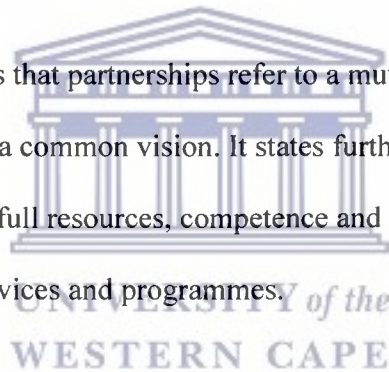 s that partnerships refer to a mu
a common vision. It states furth
full resources, competence and
vices and programmes.
UNIVERSITY of the
WESTERN CAPE